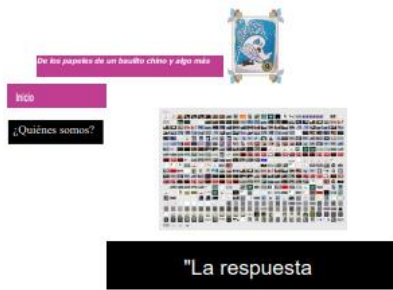 De los papeles de un baulito chino y algo más
Inicio
¿Quiénes somos?
"La respuesta